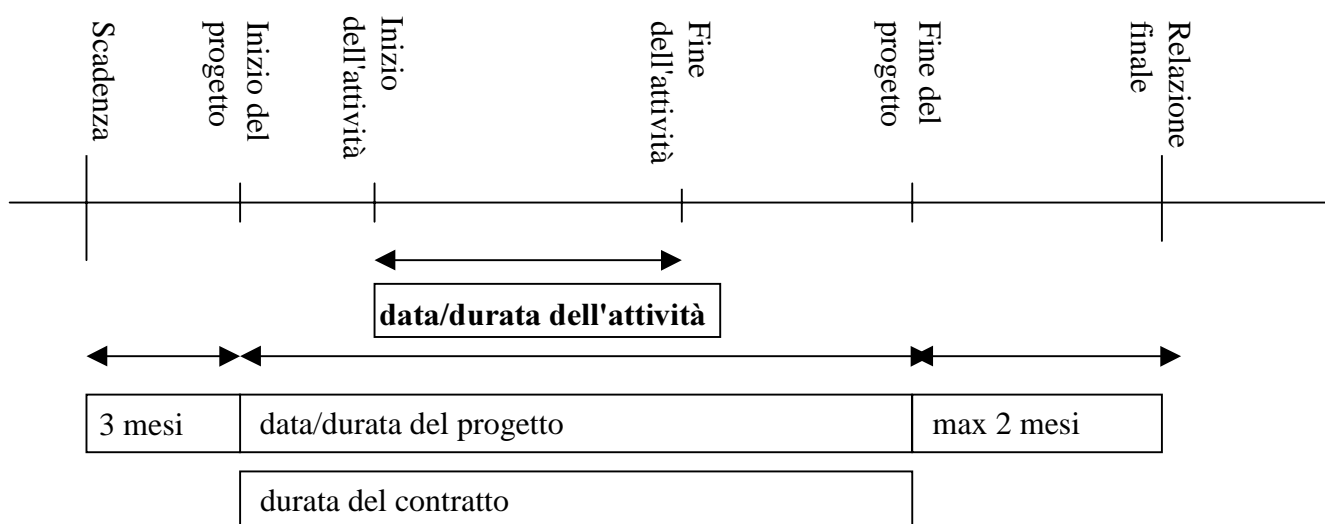 Scadenza
Inizio del
progetto
Inizio
dell'attività
Fine
dell'attività
Fine del
progetto
Relazione
finale
data/durata dell'attività
3 mesi
data/durata del progetto
max 2 mesi
durata del contratto